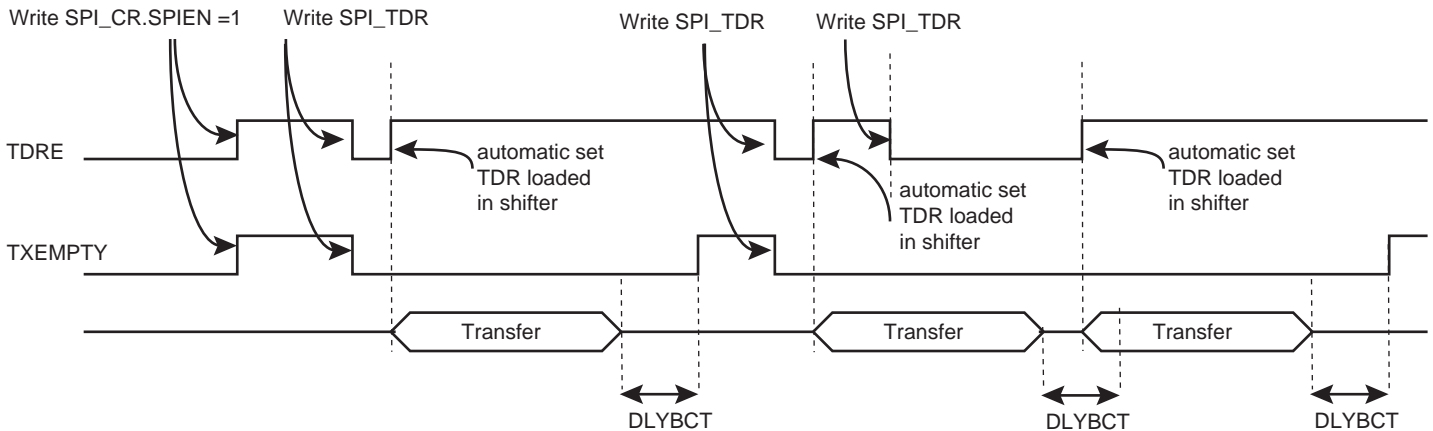 Write SPI_CR.SPIEN =1
Write SPI_TDR
Write SPI_TDR
Write SPI_TDR
TDRE
automatic set
TDR loaded
in shifter
automatic set
TDR loaded
in shifter
automatic set
TDR loaded
in shifter
TXEMPTY
Transfer
Transfer
Transfer
DLYBCT
DLYBCT
DLYBCT